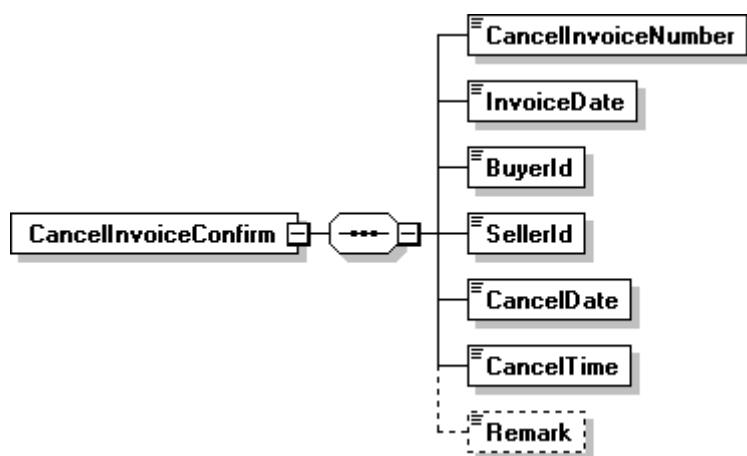 CancelInvoiceNumber
InvoiceDate
BuyerId
SellerId
CancelInvoiceConfirm
CancelDate
CancelTime
Remark